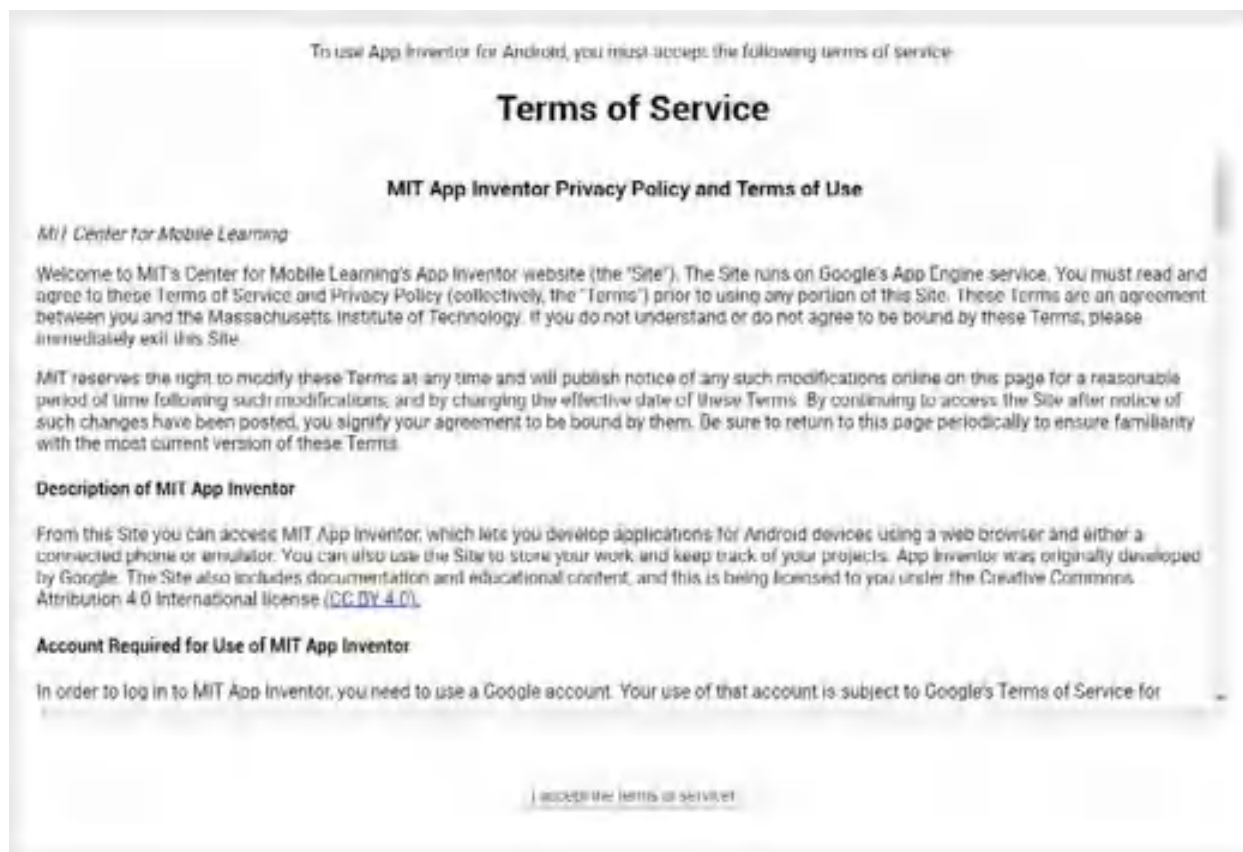 To use App Inventor for Android, you must accept the following terms of service
Terms of Service
MIT App Inventor Privacy Policy and Terms of Use
MIT Center for Mobile Learning
Welcome to MIT's Center for Mobile Learning's App Inventor website (the "Site"). The Site runs on Google's App Engine service. You must read and
agree to these Terms of Service and Privacy Policy (collectively, the "Terms") prior to using any portion of this Site. These Terms are an agreement
between you and the Massachusetts Institute of Technology. If you do not understand or do not agree to be bound by these Terms, please
immediately exit this Site.
MIT reserves the right to modify these Terms at any time and will publish notice of any such modifications online on this page for a reasonable
period of time following such modifications, and by changing the effective date of these Terms. By continuing to access the Site after notice of
such changes have been posted, you signify your agreement to be bound by them. Be sure to return to this page periodically to ensure familiarity
with the most current version of these Terms.
Description of MIT App Inventor
From this Site you can access MIT App Inventor, which lets you develop applications for Android devices using a web browser and either a
connected phone or emulator. You can also use the Site to store your work and keep track of your projects. App Inventor was originally developed
by Google. The Site also includes documentation and educational content, and this is being licensed to you under the Creative Commons
Attribution 4.0 International license (CC BY 4.0).
Account Required for Use of MIT App Inventor
In order to log in to MIT App Inventor, you need to use a Google account. Your use of that account is subject to Google's Terms of Service for
I accept the terms of service!